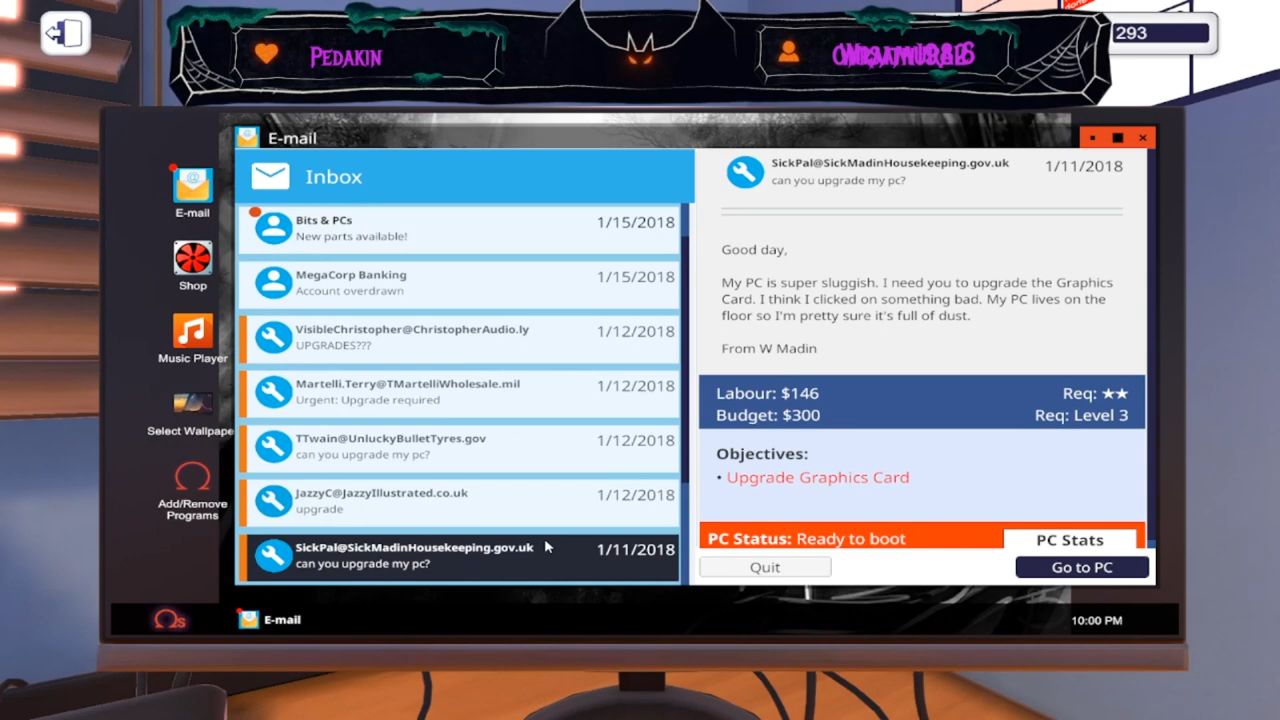 PEDAKIN
293
E-mail
Inbox
Bits & PCs
New parts available!
1/15/2018
MegaCorp Banking
Account overdrawn
1/15/2018
VisibleChristopher@ChristopherAudio.ly
UPGRADES???
1/12/2018
Martelli.Terry@TMartelliWholesale.mil
Urgent: Upgrade required
1/12/2018
TTwain@UnluckyBulletTyres.gov
can you upgrade my pc?
1/12/2018
JazzyC@JazzyIllustrated.co.uk
upgrade
1/12/2018
SickPal@SickMadinHousekeeping.gov.uk
can you upgrade my pc?
1/11/2018
SickPal@SickMadinHousekeeping.gov.uk
can you upgrade my pc?
1/11/2018
Good day,
My PC is super sluggish. I need you to upgrade the Graphics
Card. I think I clicked on something bad. My PC lives on the
floor so I'm pretty sure it's full of dust.
From W Madin
Labour: $146
Req: ★★
Budget: $300
Req: Level 3
Objectives:
• Upgrade Graphics Card
PC Status: Ready to boot
PC Stats
Quit
Go to PC
E-mail
Shop
Music Player
Select Wallpape
Add/Remove
Programs
Ωs
E-mail
10:00 PM